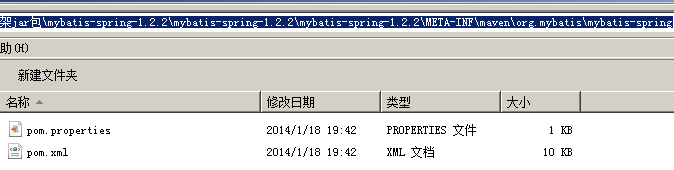 架jar包\mybatis-spring-1.2.2\mybatis-spring-1.2.2\mybatis-spring-1.2.2\META-INF\maven\org.mybatis\mybatis-spring
助(H)
新建文件夹
名称 修改日期 类型 大小
pom.properties 2014/1/18 19:42 PROPERTIES 文件 1 KB
pom.xml 2014/1/18 19:42 XML 文档 10 KB